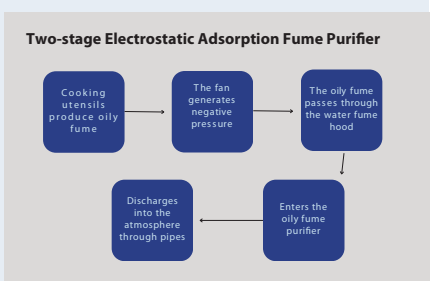 Two-stage Electrostatic Adsorption Fume Purifier
Cooking
utensils
produce oily
fume
The fan
generates
negative
pressure
The oily fume
passes through
the water fume
hood
Enters the
oily fume
purifier
Discharges
into the
atmosphere
through pipes